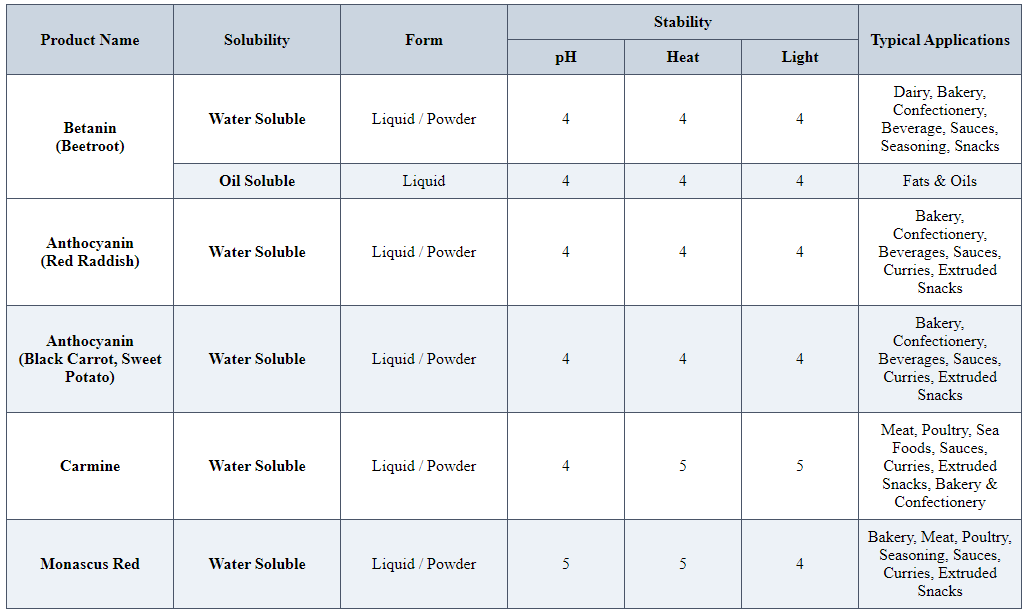 Product Name
Solubility
Form
Stability
pH
Heat
Light
Typical Applications
Betanin
(Beetroot)
Water Soluble
Liquid / Powder
4
4
4
Dairy, Bakery,
Confectionery,
Beverage, Sauces,
Seasoning, Snacks
Oil Soluble
Liquid
4
4
4
Fats & Oils
Anthocyanin
(Red Raddish)
Water Soluble
Liquid / Powder
4
4
4
Bakery,
Confectionery,
Beverages, Sauces,
Curries, Extruded
Snacks
Anthocyanin
(Black Carrot, Sweet
Potato)
Water Soluble
Liquid / Powder
4
4
4
Bakery,
Confectionery,
Beverages, Sauces,
Curries, Extruded
Snacks
Carmine
Water Soluble
Liquid / Powder
4
5
5
Meat, Poultry, Sea
Foods, Sauces,
Curries, Extruded
Snacks, Bakery &
Confectionery
Monascus Red
Water Soluble
Liquid / Powder
5
5
4
Bakery, Meat, Poultry,
Seasoning, Sauces,
Curries, Extruded
Snacks